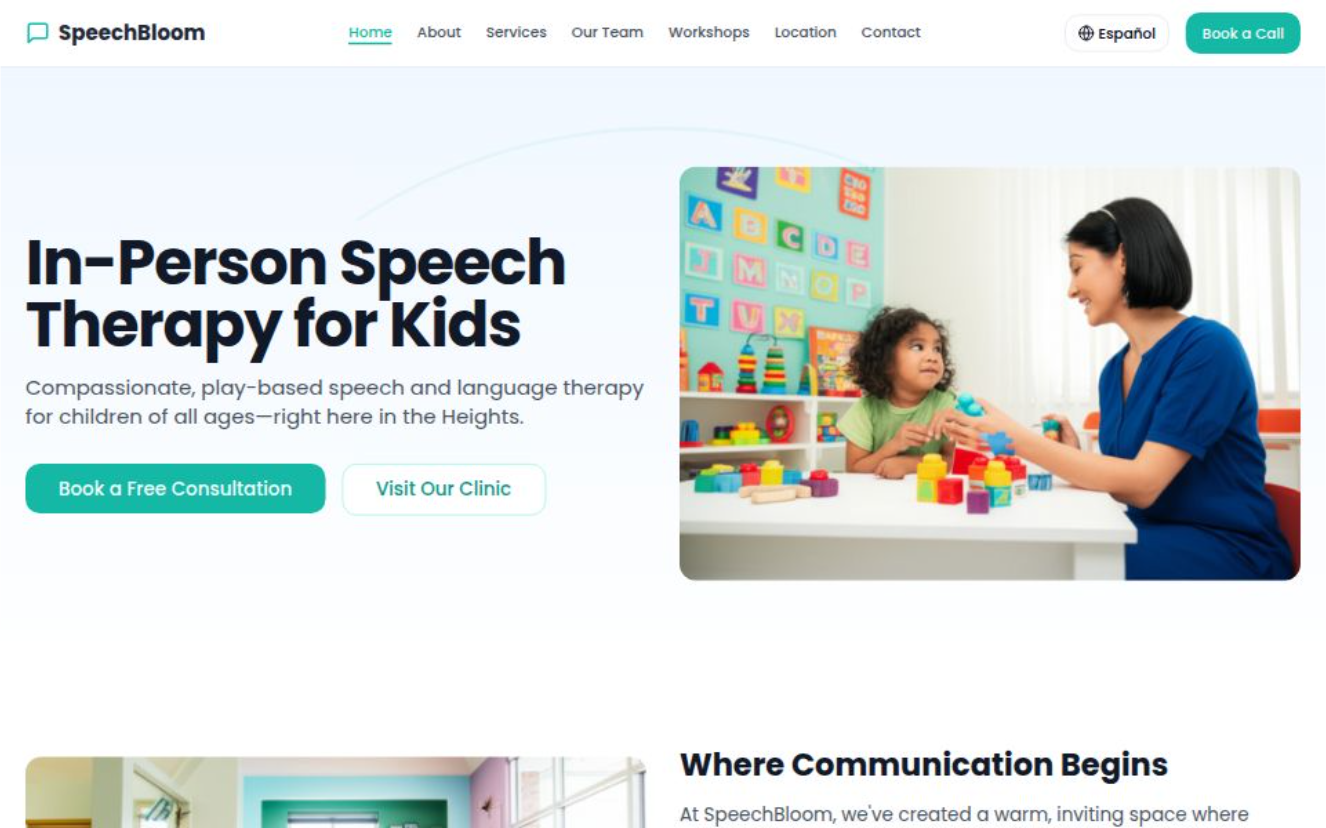 SpeechBloom
Home About Services Our Team Workshops Location Contact
Español
Book a Call
In-Person Speech
Therapy for Kids
Compassionate, play-based speech and language therapy
for children of all ages—right here in the Heights.
Book a Free Consultation
Visit Our Clinic
A B C D E
J M N O P
T U
Where Communication Begins
At SpeechBloom, we've created a warm, inviting space where